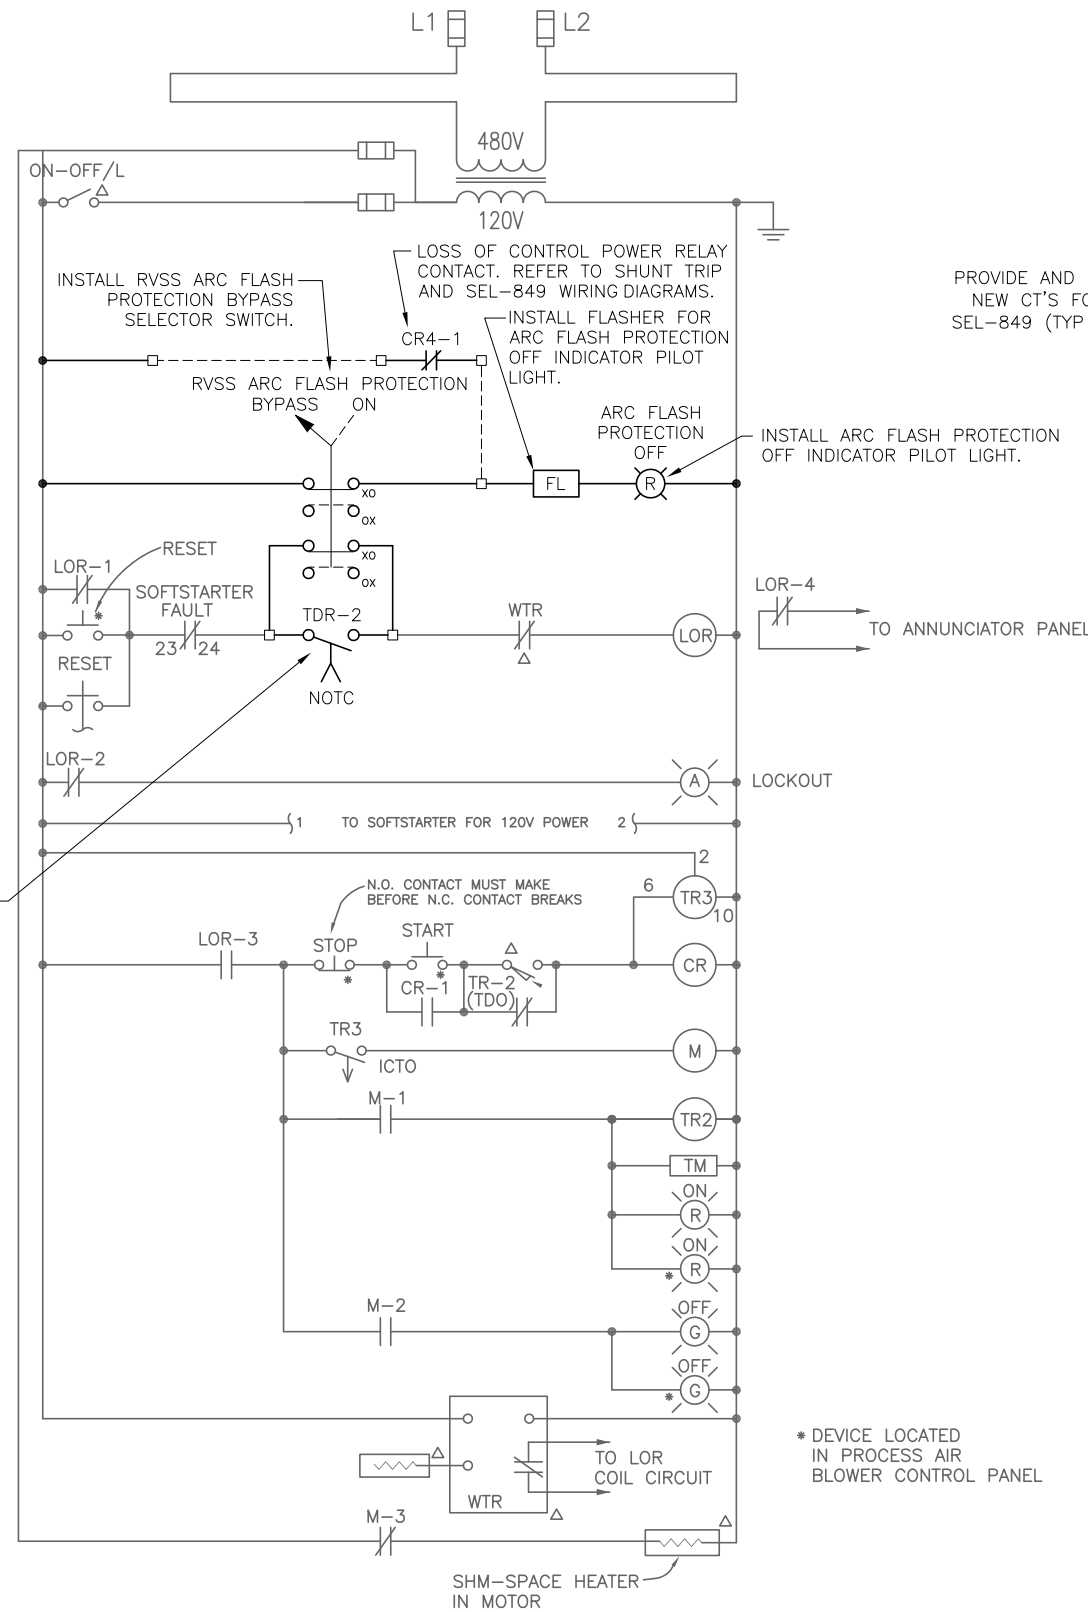 L1
L2
480V
ON-OFF/L
120V
LOSS OF CONTROL POWER RELAY
CONTACT. REFER TO SHUNT TRIP
AND SEL-849 WIRING DIAGRAMS.
INSTALL RVSS ARC FLASH
PROTECTION BYPASS
SELECTOR SWITCH.
PROVIDE AND
NEW CT'S FO
SEL-849 (TYP
INSTALL FLASHER FOR
ARC FLASH PROTECTION
OFF INDICATOR PILOT
LIGHT.
CR4-1
RVSS ARC FLASH PROTECTION
BYPASS ON
ARC FLASH
PROTECTION
OFF
INSTALL ARC FLASH PROTECTION
OFF INDICATOR PILOT LIGHT.
FL
R
XO
OX
XO
OX
RESET
LOR-1
*
SOFTSTARTER
FAULT
23 24
TDR-2
WTR
LOR
LOR-4
TO ANNUNCIATOR PANEL
RESET
NOTC
LOR-2
A
LOCKOUT
1 TO SOFTSTARTER FOR 120V POWER 2
2
N.O. CONTACT MUST MAKE
BEFORE N.C. CONTACT BREAKS
6
TR3
10
LOR-3
STOP
*
START
*
CR-1
TR-2
(TDO)
CR
TR3
ICTO
M
M-1
TR2
TM
ON
R
ON
* R
M-2
OFF
G
OFF
* G
* DEVICE LOCATED
IN PROCESS AIR
BLOWER CONTROL PANEL
TO LOR
COIL CIRCUIT
WTR
M-3
SHM-SPACE HEATER
IN MOTOR